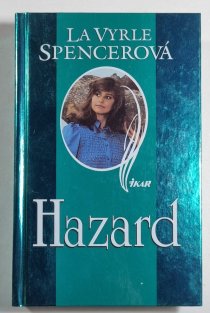 LA VYRLE
SPENCEROVÁ
IKAR
Hazard